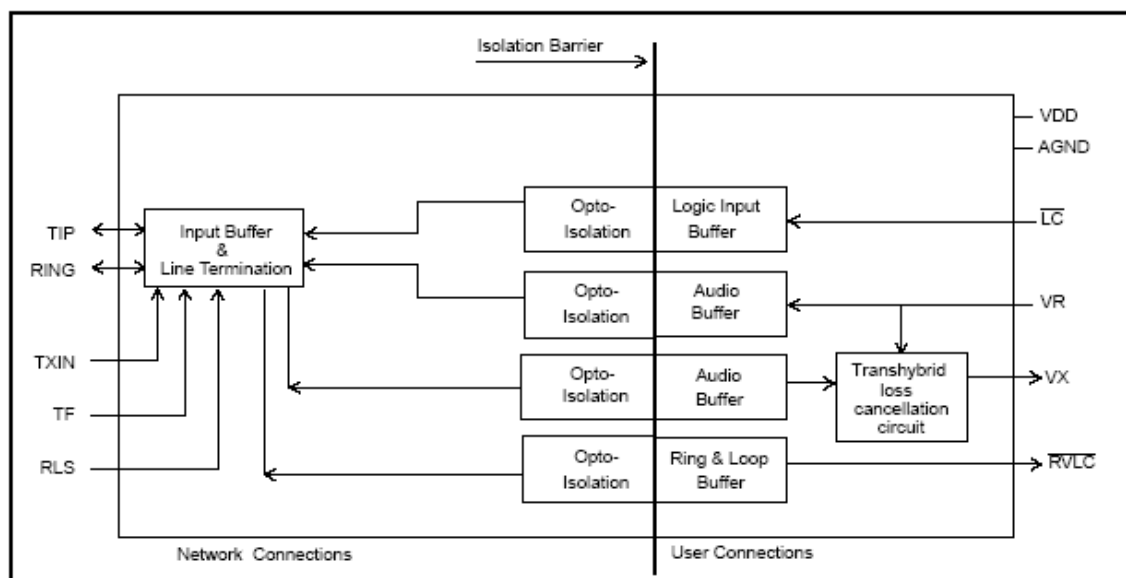 Isolation Barrier
VDD
AGND
TIP
RING
TXIN
TF
RLS
Input Buffer
&
Line Termination
Opto-
Isolation
Logic Input
Buffer
LC
Opto-
Isolation
Audio
Buffer
VR
Opto-
Isolation
Audio
Buffer
Transhybrid
loss
cancellation
circuit
VX
Opto-
Isolation
Ring & Loop
Buffer
RVLC
Network Connections
User Connections